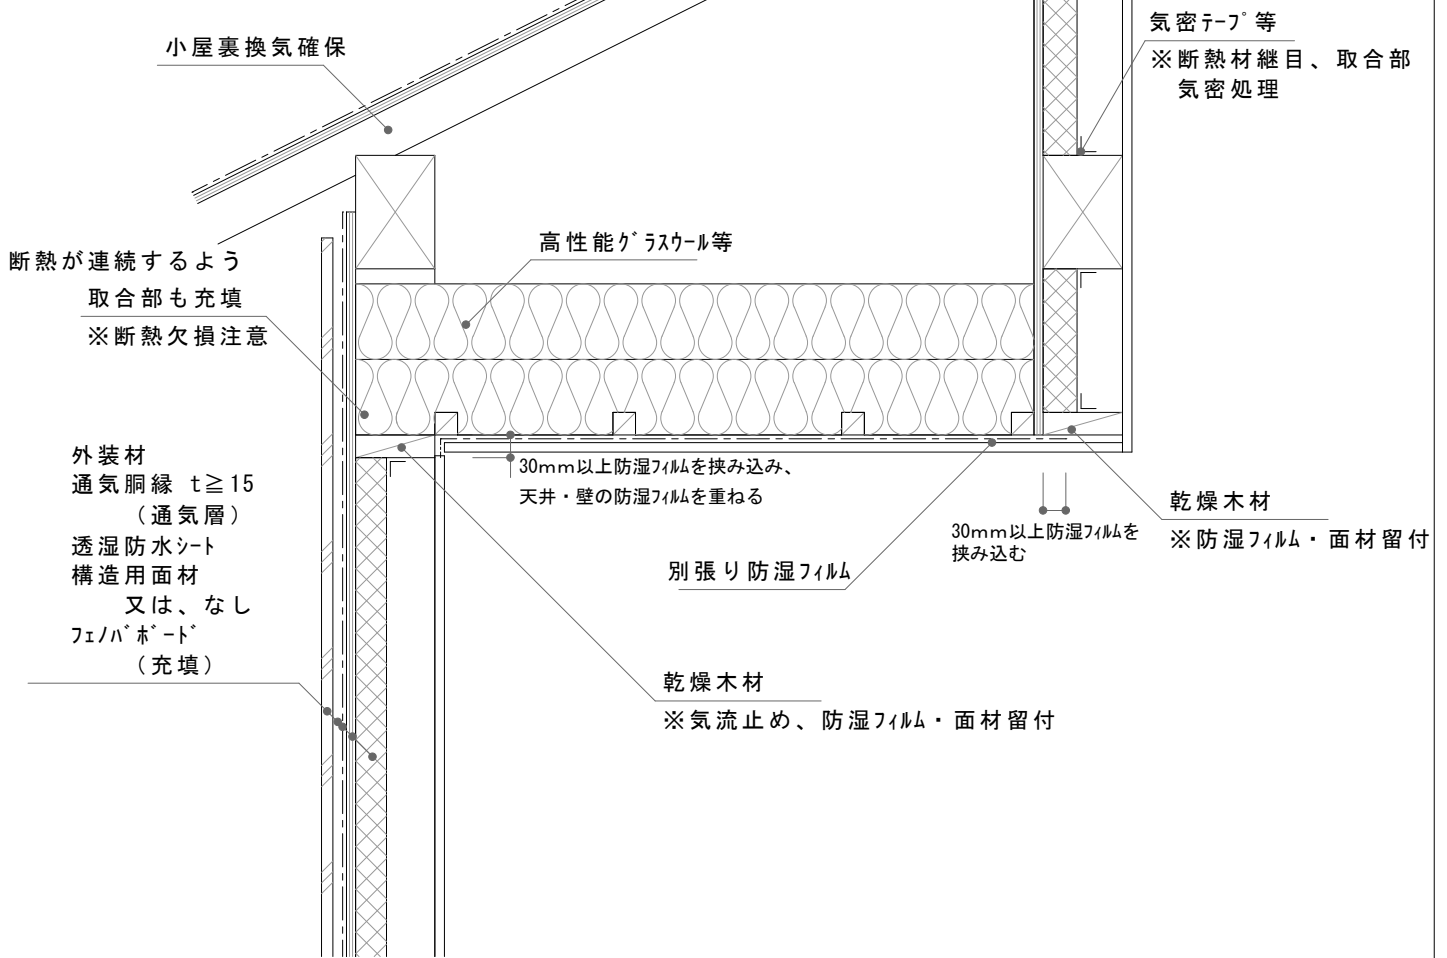 小屋裏換気確保
気密ﾃｰﾌﾟ等
※断熱材継目、取合部
気密処理
高性能ｸﾞﾗｽｳｰﾙ等
断熱が連続するよう
取合部も充填
※断熱欠損注意
外装材
通気胴縁 t≧15
（通気層）
透湿防水ｼｰﾄ
構造用面材
又は、なし
ﾌｪﾉﾊﾞﾎﾞｰﾄﾞ
（充填）
30mm以上防湿ﾌｨﾙﾑを挟み込み、
天井・壁の防湿ﾌｨﾙﾑを重ねる
30mm以上防湿ﾌｨﾙﾑを
挟み込む
乾燥木材
※防湿ﾌｨﾙﾑ・面材留付
別張り防湿ﾌｨﾙﾑ
乾燥木材
※気流止め、防湿ﾌｨﾙﾑ・面材留付